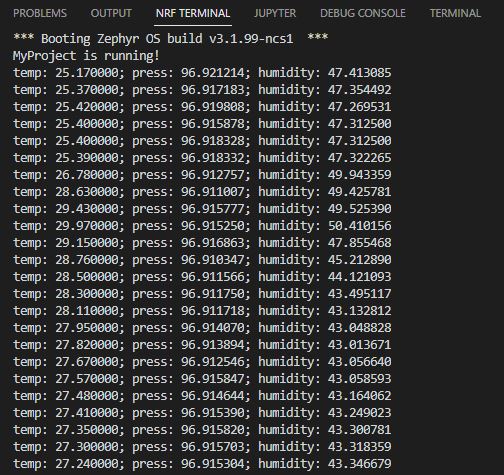 PROBLEMS OUTPUT NRF TERMINAL JUPYTER DEBUG CONSOLE TERMINAL
*** Booting Zephyr OS build v3.1.99-ncs1  ***
MyProject is running!
temp: 25.170000; press: 96.921214; humidity: 47.413085
temp: 25.370000; press: 96.917183; humidity: 47.354492
temp: 25.420000; press: 96.919808; humidity: 47.269531
temp: 25.400000; press: 96.915878; humidity: 47.312500
temp: 25.400000; press: 96.918328; humidity: 47.312500
temp: 25.390000; press: 96.918332; humidity: 47.322265
temp: 26.780000; press: 96.912757; humidity: 49.943359
temp: 28.630000; press: 96.911007; humidity: 49.425781
temp: 29.430000; press: 96.915777; humidity: 49.525390
temp: 29.970000; press: 96.915250; humidity: 50.410156
temp: 29.150000; press: 96.916863; humidity: 47.855468
temp: 28.760000; press: 96.910347; humidity: 45.212890
temp: 28.500000; press: 96.911566; humidity: 44.121093
temp: 28.300000; press: 96.911750; humidity: 43.495117
temp: 28.110000; press: 96.911718; humidity: 43.132812
temp: 27.950000; press: 96.914070; humidity: 43.048828
temp: 27.820000; press: 96.913894; humidity: 43.013671
temp: 27.670000; press: 96.912546; humidity: 43.056640
temp: 27.570000; press: 96.915847; humidity: 43.058593
temp: 27.480000; press: 96.914644; humidity: 43.164062
temp: 27.410000; press: 96.915390; humidity: 43.249023
temp: 27.350000; press: 96.915820; humidity: 43.300781
temp: 27.300000; press: 96.915703; humidity: 43.318359
temp: 27.240000; press: 96.915304; humidity: 43.346679